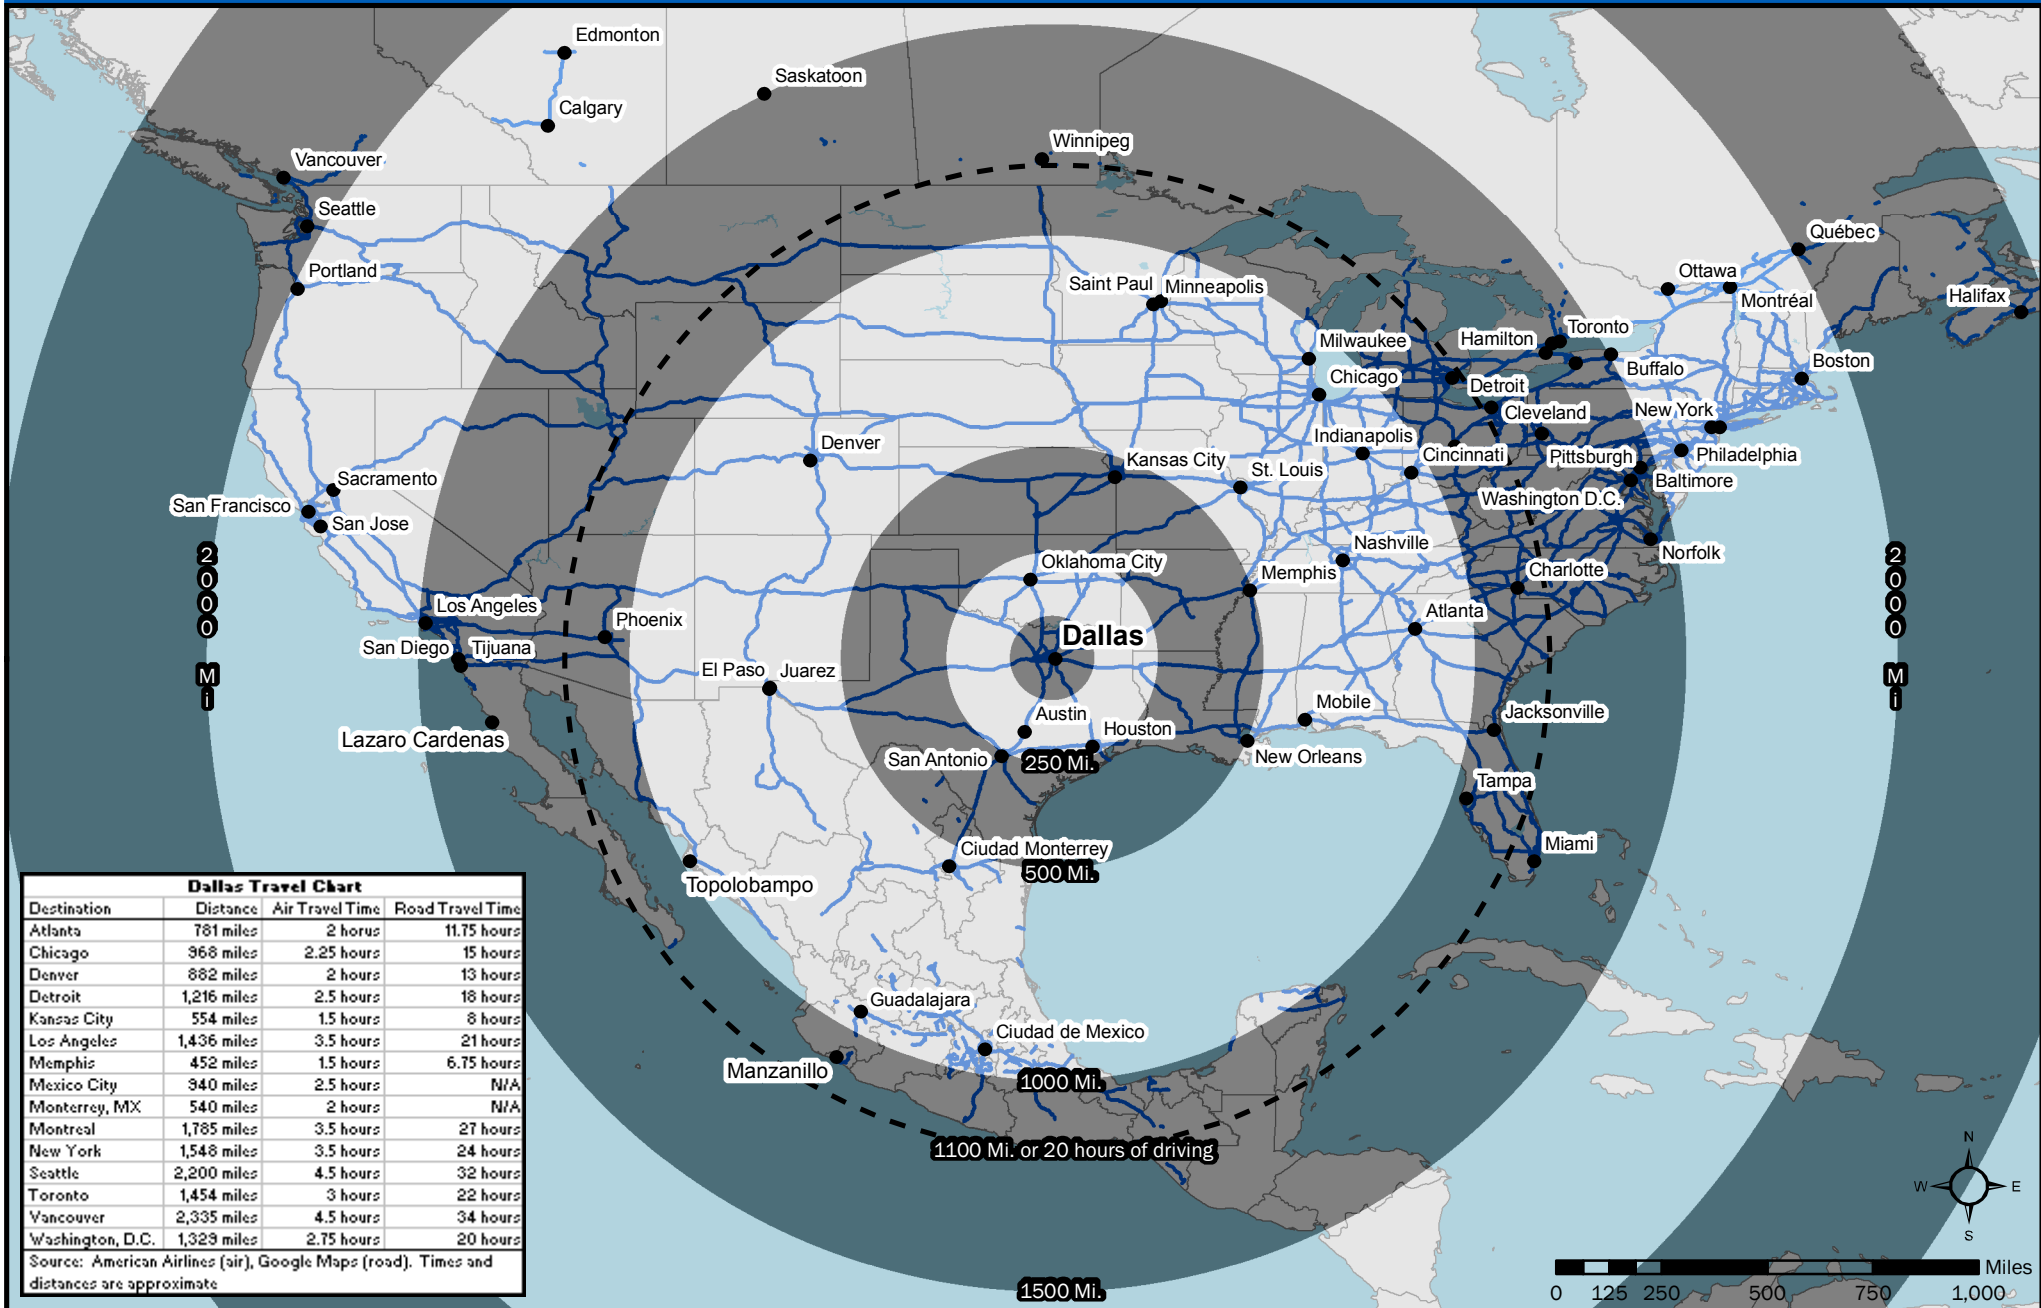 Edmonton
Saskatoon
Calgary
Winnipeg
Vancouver
Seattle
Québec
Portland
Ottawa
Saint Paul
Minneapolis
Montréal
Halifax
Toronto
Hamilton
Milwaukee
Buffalo
Boston
Chicago
Detroit
Cleveland
New York
Denver
Indianapolis
Cincinnati
Pittsburgh
Philadelphia
Kansas City
St. Louis
Baltimore
Sacramento
Washington D.C.
San Francisco
San Jose
Nashville
Norfolk
2000 Mi
2000 Mi
Oklahoma City
Memphis
Charlotte
Los Angeles
Phoenix
Dallas
Atlanta
San Diego
Tijuana
El Paso
Juarez
Austin
Mobile
Jacksonville
Lazaro Cardenas
Houston
San Antonio
250 Mi.
New Orleans
Tampa
Miami
Ciudad Monterrey
500 Mi.
Topolobampo
Guadalajara
Ciudad de Mexico
Manzanillo
1000 Mi.
1100 Mi. or 20 hours of driving
1500 Mi.
Dallas Travel Chart
Destination Distance Air Travel Time Road Travel Time
Atlanta 781 miles 2 horus 11.75 hours
Chicago 968 miles 2.25 hours 15 hours
Denver 882 miles 2 hours 13 hours
Detroit 1,216 miles 2.5 hours 18 hours
Kansas City 554 miles 1.5 hours 8 hours
Los Angeles 1,436 miles 3.5 hours 21 hours
Memphis 452 miles 1.5 hours 6.75 hours
Mexico City 940 miles 2.5 hours N/A
Monterrey, MX 540 miles 2 hours N/A
Montreal 1,785 miles 3.5 hours 27 hours
New York 1,548 miles 3.5 hours 24 hours
Seattle 2,200 miles 4.5 hours 32 hours
Toronto 1,454 miles 3 hours 22 hours
Vancouver 2,335 miles 4.5 hours 34 hours
Washington, D.C. 1,329 miles 2.75 hours 20 hours
Source: American Airlines (air), Google Maps (road). Times and
distances are approximate
N
W E
S
Miles
0 125 250 500 750 1,000